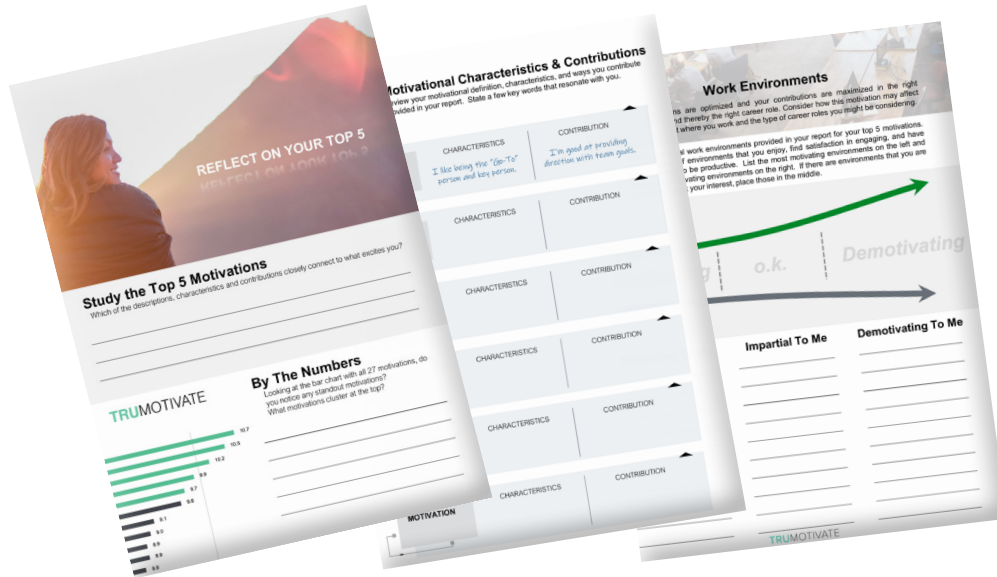 REFLECT ON YOUR TOP 5
Study the Top 5 Motivations
Which of the descriptions, characteristics and contributions closely connect to what excites you?
By The Numbers
Looking at the bar chart with all 27 motivations, do
you notice any standout motivations?
What motivations cluster at the top?
TRUMOTIVATE
10.7
10.5
10.2
9.9
9.7
9.6
9.1
9.0
Motivational Characteristics & Contributions
view your motivational definition, characteristics, and ways you contribute
ovided in your report. State a few key words that resonate with you.
CHARACTERISTICS
CONTRIBUTION
I like being the "Go-To"
person and key person.
I'm good at providing
direction with team goals.
CHARACTERISTICS
CONTRIBUTION
CHARACTERISTICS
CONTRIBUTION
CHARACTERISTICS
CONTRIBUTION
CHARACTERISTICS
CONTRIBUTION
CHARACTERISTICS
CONTRIBUTION
MOTIVATION
Work Environments
ns are optimized and your contributions are maximized in the right
nd thereby the right career role. Consider how this motivation may affect
t where you work and the type of career roles you might be considering.
al work environments provided in your report for your top 5 motivations.
f environments that you enjoy, find satisfaction in engaging, and have
o be productive. List the most motivating environments on the left and
vating environments on the right. If there are environments that you are
your interest, place those in the middle.
g
o.k.
Demotivating
Impartial To Me
Demotivating To Me
TRUMOTIVATE